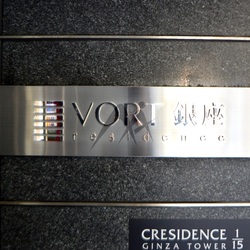 VORT 銀座
residence
CRESIDENCE 1/15
GINZA TOWER